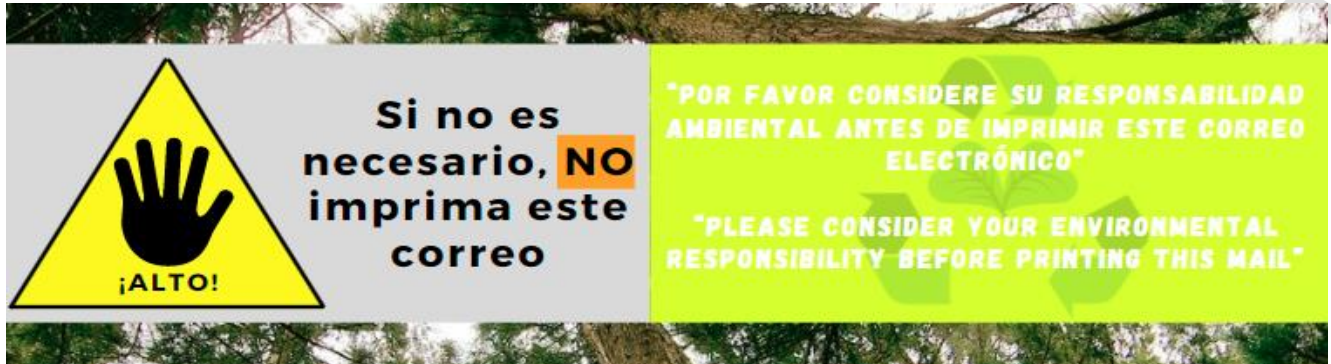 ¡ALTO!
Si no es
necesario, NO
imprima este
correo
"POR FAVOR CONSIDERE SU RESPONSABILIDAD
AMBIENTAL ANTES DE IMPRIMIR ESTE CORREO
ELECTRÓNICO"
"PLEASE CONSIDER YOUR ENVIRONMENTAL
RESPONSIBILITY BEFORE PRINTING THIS MAIL"